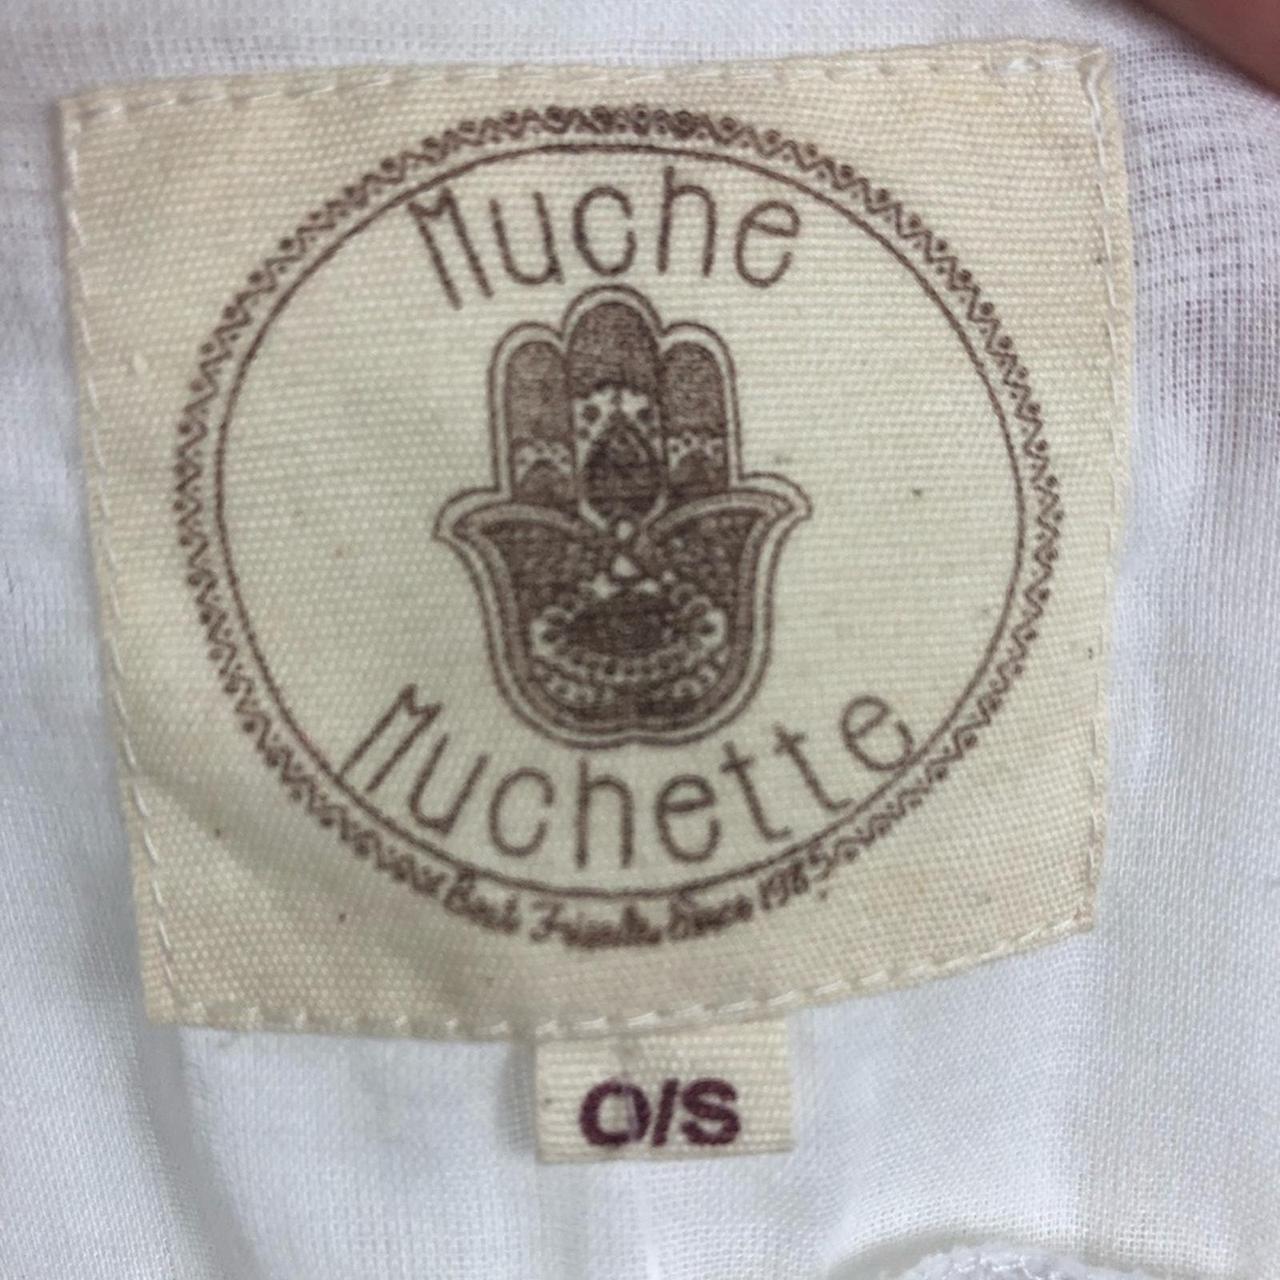 Muche
Muchette
Best Friends Since 1985
O/S